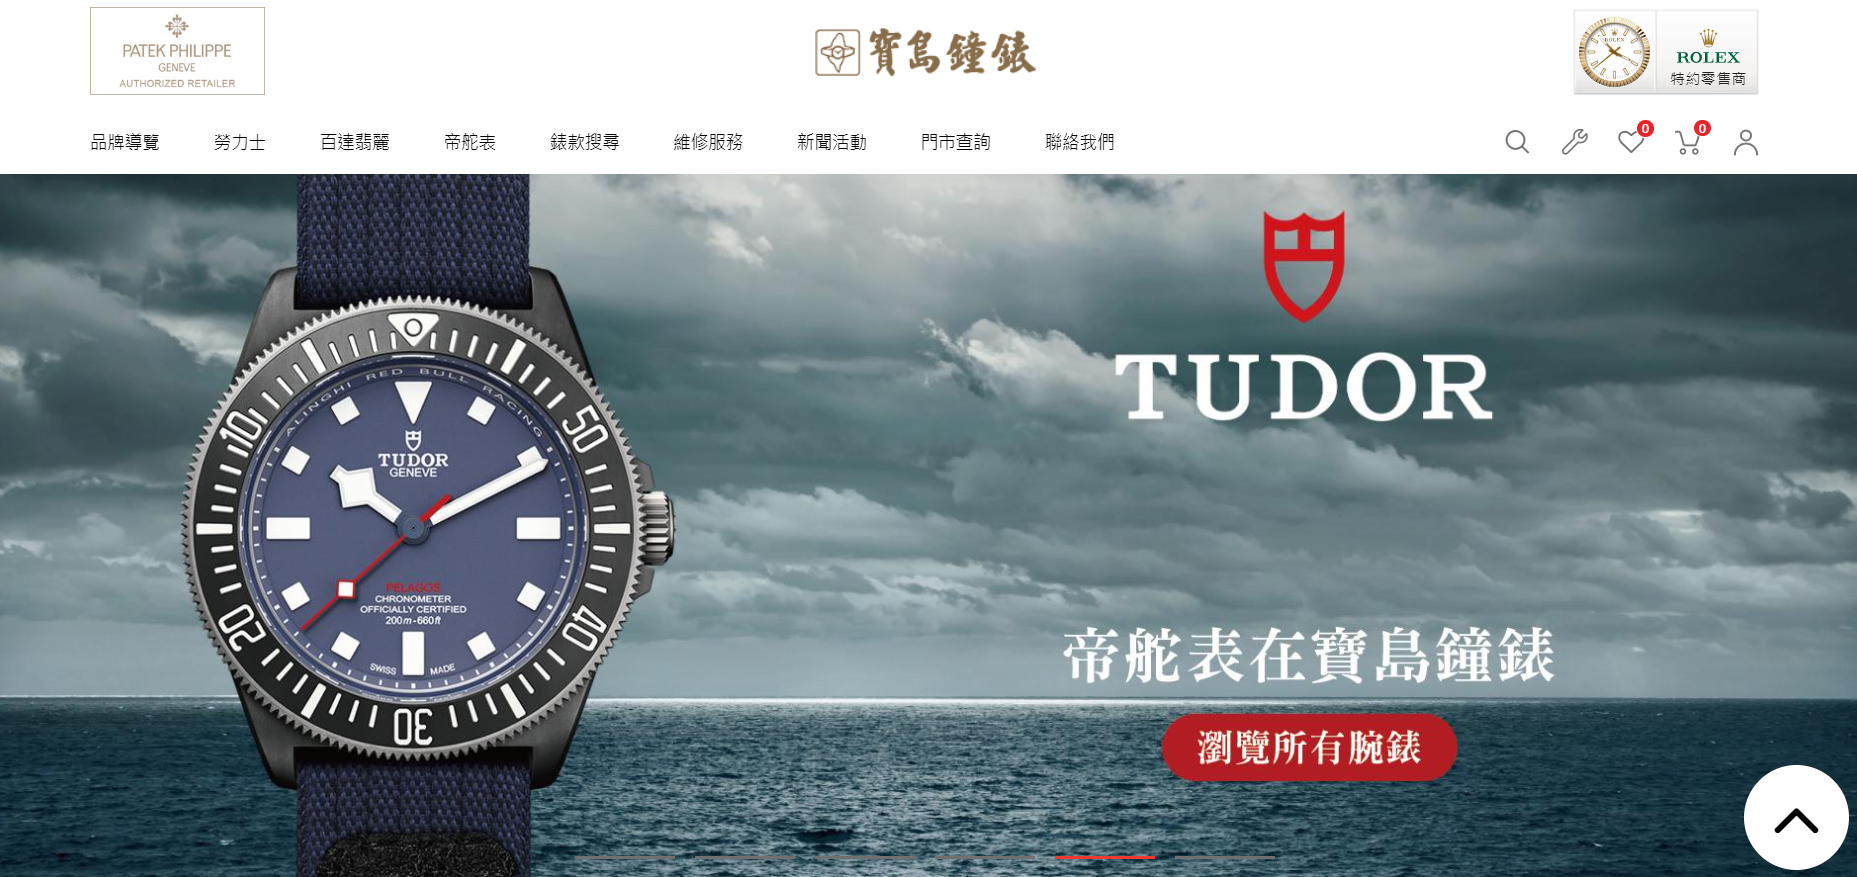 PATEK PHILIPPE
GENEVE
AUTHORIZED RETAILER
寶島鐘錶
ROLEX
ROLEX
特約零售商
品牌導覽 勞力士 百達翡麗 帝舵表 錶款搜尋 維修服務 新聞活動 門市查詢 聯絡我們
0 0
TUDOR
ALINGHI RED BULL RACING
10 50
TUDOR
GENEVE
PELAGOS
CHRONOMETER
OFFICIALLY CERTIFIED
200m-660ft
20 40
SWISS MADE
30
帝舵表在寶島鐘錶
瀏覽所有腕錶